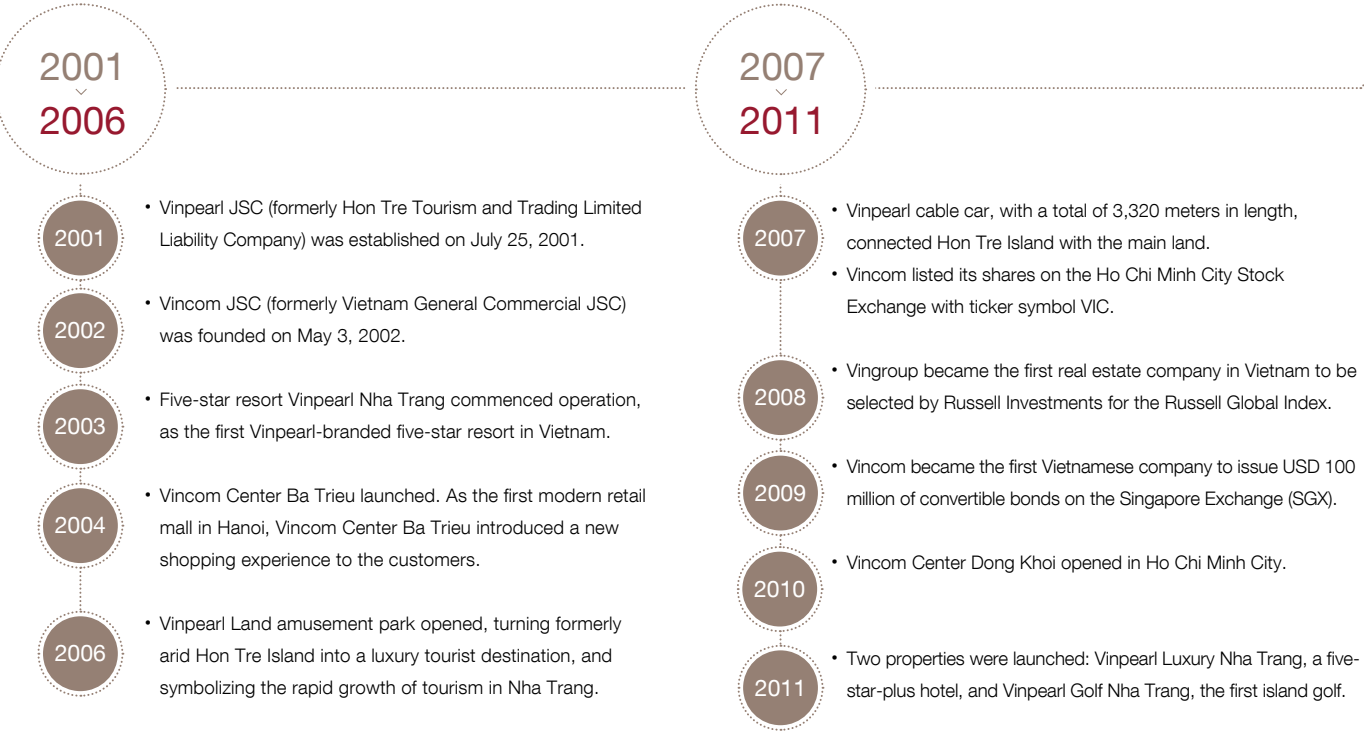 2001
2006
2001
• Vinpearl JSC (formerly Hon Tre Tourism and Trading Limited
Liability Company) was established on July 25, 2001.
2002
• Vincom JSC (formerly Vietnam General Commercial JSC)
was founded on May 3, 2002.
2003
• Five-star resort Vinpearl Nha Trang commenced operation,
as the first Vinpearl-branded five-star resort in Vietnam.
2004
• Vincom Center Ba Trieu launched. As the first modern retail
mall in Hanoi, Vincom Center Ba Trieu introduced a new
shopping experience to the customers.
2006
• Vinpearl Land amusement park opened, turning formerly
arid Hon Tre Island into a luxury tourist destination, and
symbolizing the rapid growth of tourism in Nha Trang.
2007
2011
2007
• Vinpearl cable car, with a total of 3,320 meters in length,
connected Hon Tre Island with the main land.
• Vincom listed its shares on the Ho Chi Minh City Stock
Exchange with ticker symbol VIC.
2008
• Vingroup became the first real estate company in Vietnam to be
selected by Russell Investments for the Russell Global Index.
2009
• Vincom became the first Vietnamese company to issue USD 100
million of convertible bonds on the Singapore Exchange (SGX).
2010
• Vincom Center Dong Khoi opened in Ho Chi Minh City.
2011
• Two properties were launched: Vinpearl Luxury Nha Trang, a five-
star-plus hotel, and Vinpearl Golf Nha Trang, the first island golf.